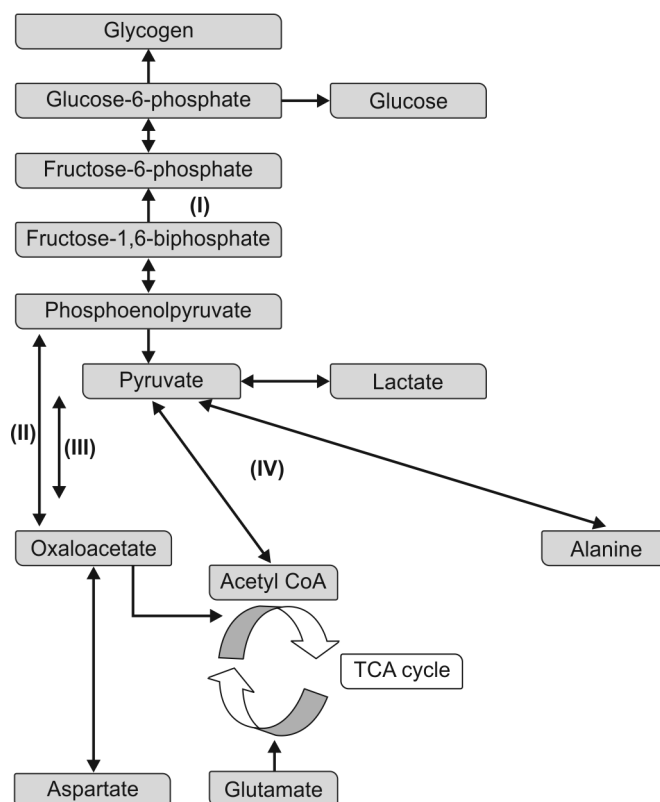 Glycogen
Glucose-6-phosphate
Glucose
Fructose-6-phosphate
(I)
Fructose-1,6-biphosphate
Phosphoenolpyruvate
Pyruvate
Lactate
(II)
(III)
(IV)
Oxaloacetate
Alanine
Acetyl CoA
TCA cycle
Aspartate
Glutamate